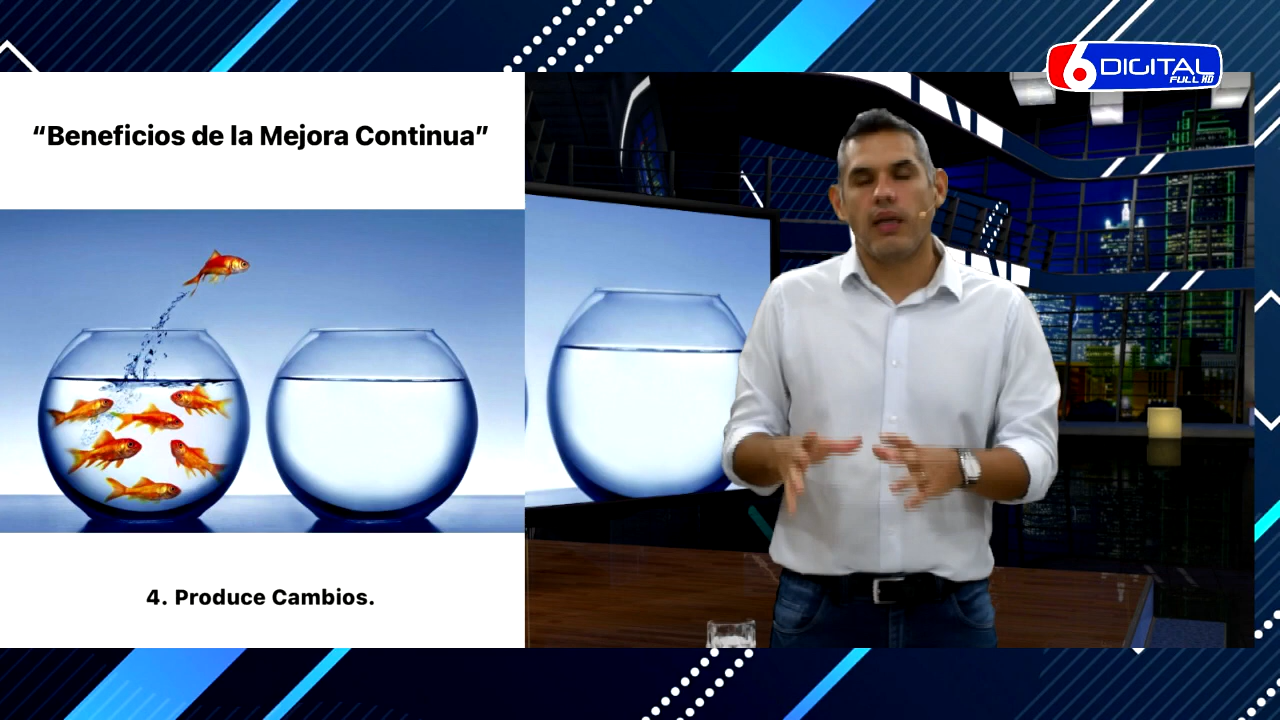 “Beneficios de la Mejora Continua”
6 DIGITAL
FULL HD
4. Produce Cambios.